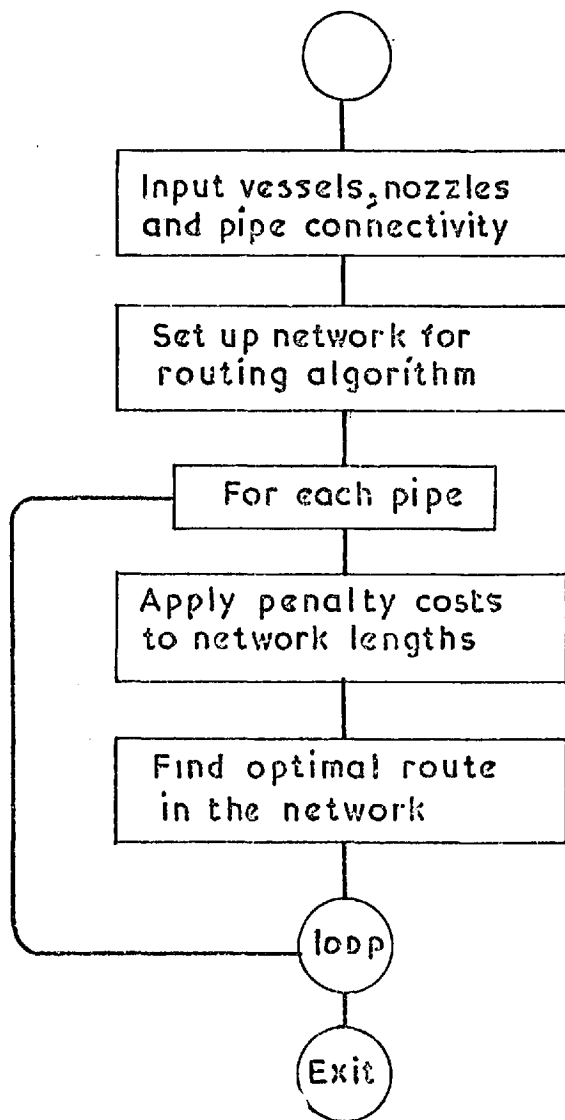 Input vessels, nozzles
and pipe connectivity
Set up network for
routing algorithm
For each pipe
Apply penalty costs
to network lengths
Find optimal route
in the network
loop
Exit